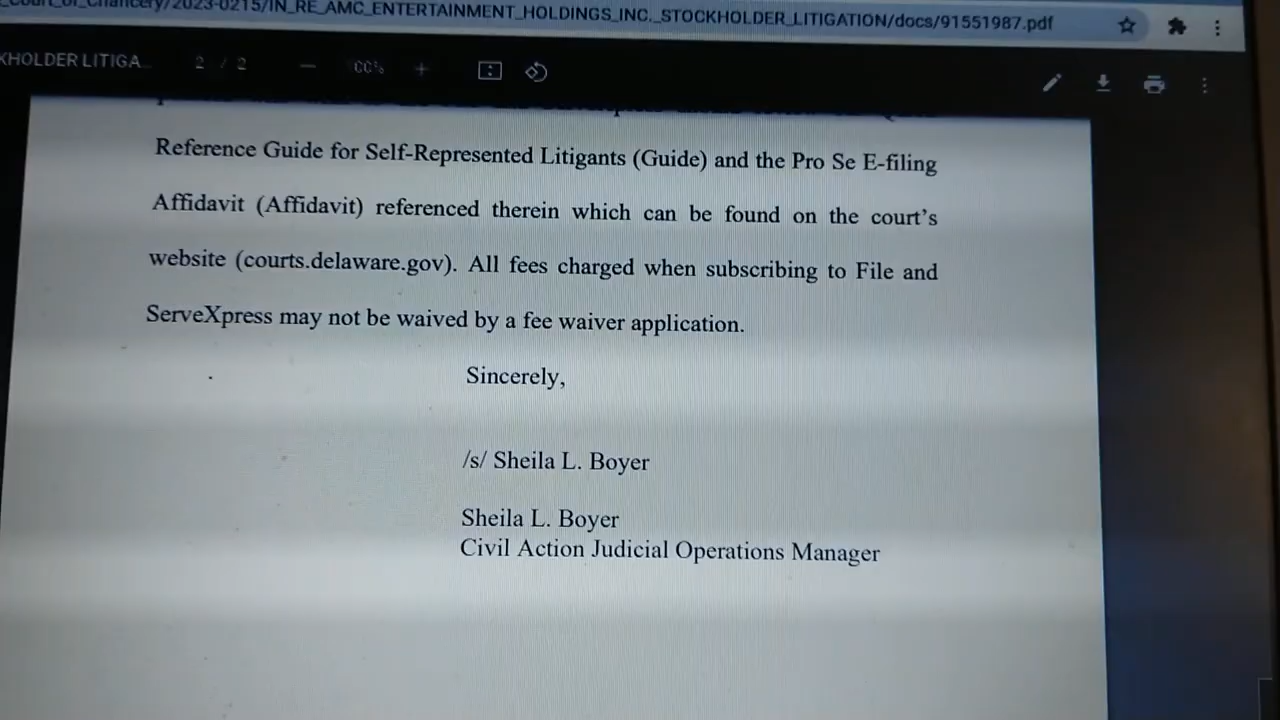 _Court_of_Chancery/2023-0215/IN_RE_AMC_ENTERTAINMENT_HOLDINGS_INC._STOCKHOLDER_LITIGATION/docs/91551987.pdf
KHOLDER LITIGA...
2 / 2
Reference Guide for Self-Represented Litigants (Guide) and the Pro Se E-filing
Affidavit (Affidavit) referenced therein which can be found on the court's
website (courts.delaware.gov). All fees charged when subscribing to File and
ServeXpress may not be waived by a fee waiver application.
Sincerely,
/s/ Sheila L. Boyer
Sheila L. Boyer
Civil Action Judicial Operations Manager